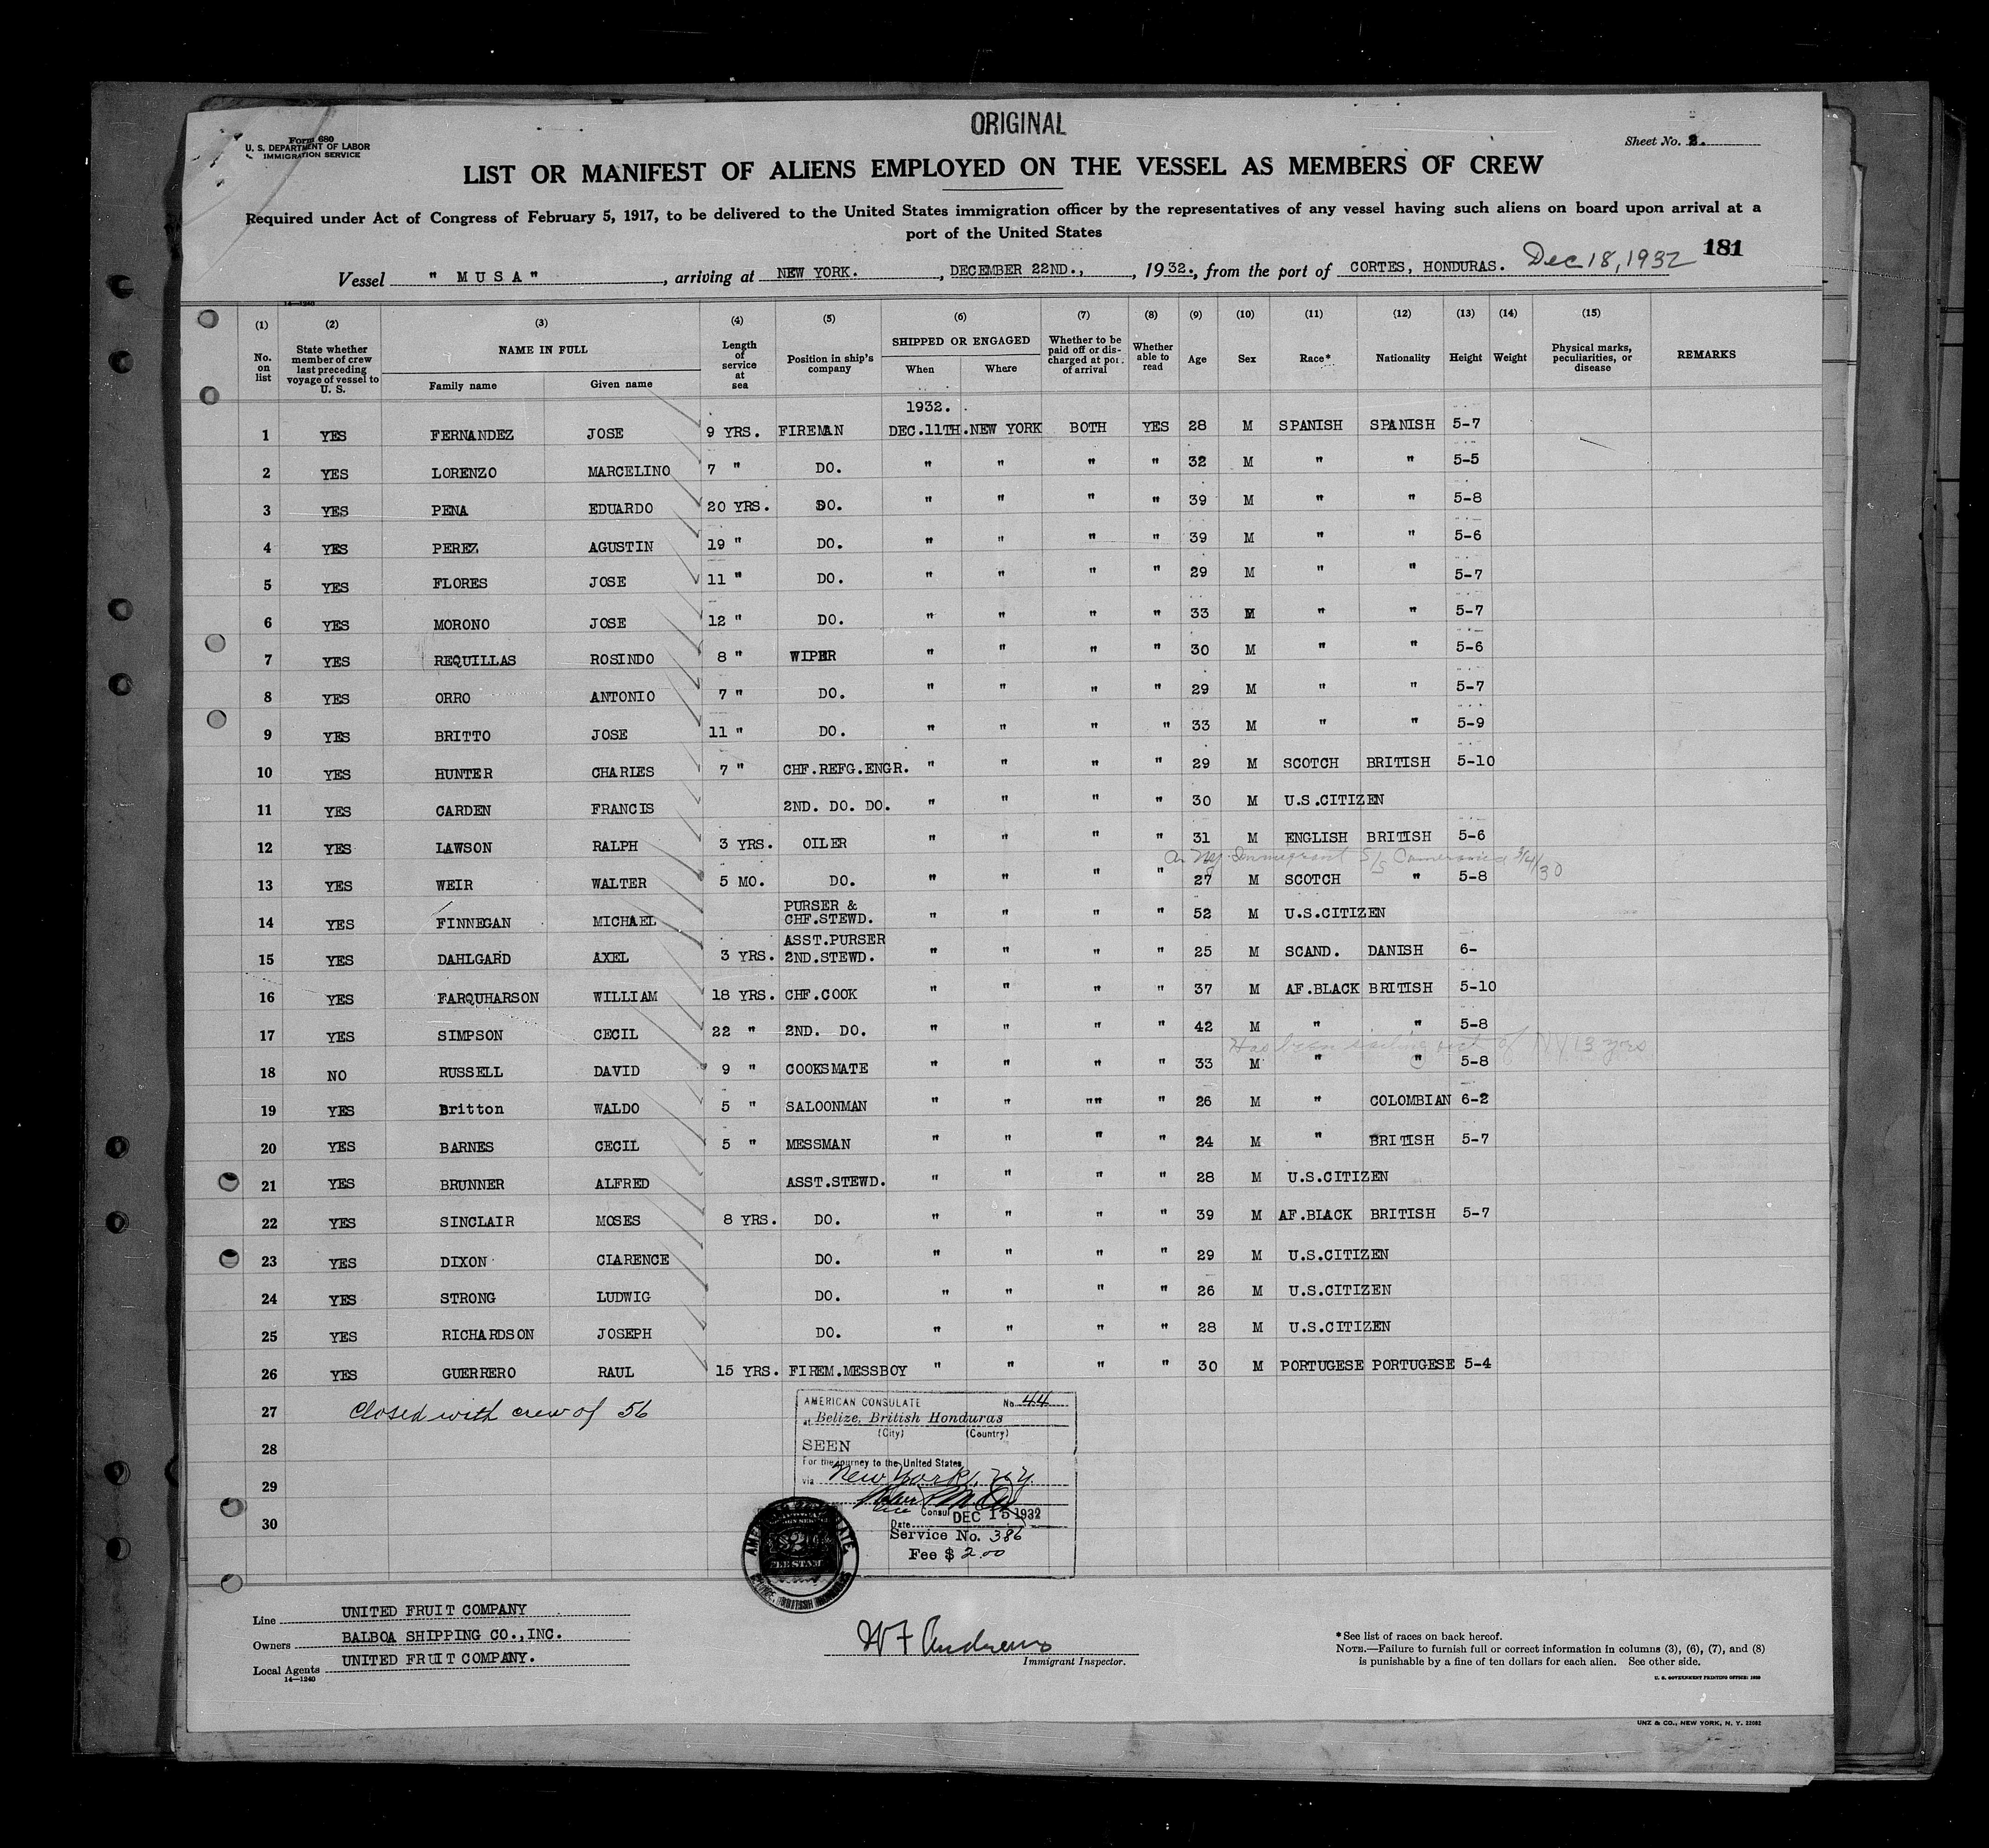 ORIGINAL
Form 680
U. S. DEPARTMENT OF LABOR
IMMIGRATION SERVICE
Sheet No. 2.
LIST OR MANIFEST OF ALIENS EMPLOYED ON THE VESSEL AS MEMBERS OF CREW
Required under Act of Congress of February 5, 1917, to be delivered to the United States immigration officer by the representatives of any vessel having such aliens on board upon arrival at a
port of the United States
181
Vessel "MUSA", arriving at NEW YORK., DECEMBER 22ND., 1932., from the port of CORTES, HONDURAS. Dec 18, 1932
14—1240
(1) (2) (3) (4) (5) (6) (7) (8) (9) (10) (11) (12) (13) (14) (15)
No. on list State whether member of crew last preceding voyage of vessel to U. S. NAME IN FULL Family name Given name Length of service at sea Position in ship's company SHIPPED OR ENGAGED When Where Whether to be paid off or discharged at port of arrival Whether able to read Age Sex Race* Nationality Height Weight Physical marks, peculiarities, or disease REMARKS
1932.
1 YES FERNANDEZ JOSE 9 YRS. FIREMAN DEC.11TH. NEW YORK BOTH YES 28 M SPANISH SPANISH 5-7
2 YES LORENZO MARCELINO 7 " DO. " " " " 32 M " " 5-5
3 YES PENA EDUARDO 20 YRS. DO. " " " " 39 M " " 5-8
4 YES PEREZ AGUSTIN 19 " DO. " " " " 39 M " " 5-6
5 YES FLORES JOSE 11 " DO. " " " " 29 M " " 5-7
6 YES MORONO JOSE 12 " DO. " " " " 33 M " " 5-7
7 YES REQUILLAS ROSINDO 8 " WIPER " " " " 30 M " " 5-6
8 YES ORRO ANTONIO 7 " DO. " " " " 29 M " " 5-7
9 YES BRITTO JOSE 11 " DO. " " " " 33 M " " 5-9
10 YES HUNTER CHARLES 7 " CHF.REFG.ENGR. " " " " 29 M SCOTCH BRITISH 5-10
11 YES CARDEN FRANCIS 2ND. DO. DO. " " " " 30 M U.S.CITIZEN
12 YES LAWSON RALPH 3 YRS. OILER " " " " 31 M ENGLISH BRITISH 5-6
Immigrant S/S 30
13 YES WEIR WALTER 5 MO. DO. " " " " 27 M SCOTCH " 5-8
14 YES FINNEGAN MICHAEL PURSER & CHF.STEWD. " " " " 52 M U.S.CITIZEN
15 YES DAHLGARD AXEL 3 YRS. ASST.PURSER 2ND.STEWD. " " " " 25 M SCAND. DANISH 6-
16 YES FARQUHARSON WILLIAM 18 YRS. CHF.COOK " " " " 37 M AF.BLACK BRITISH 5-10
17 YES SIMPSON CECIL 22 " 2ND. DO. " " " " 42 M " " 5-8
Has been sailing out of NY 13 yrs
18 NO RUSSELL DAVID 9 " COOKSMATE " " " " 33 M " " 5-8
19 YES Britton WALDO 5 " SALOONMAN " " "" " 26 M " COLOMBIAN 6-2
20 YES BARNES CECIL 5 " MESSMAN " " " " 24 M " BRITISH 5-7
21 YES BRUNNER ALFRED ASST.STEWD. " " " " 28 M U.S.CITIZEN
22 YES SINCLAIR MOSES 8 YRS. DO. " " " " 39 M AF.BLACK BRITISH 5-7
23 YES DIXON CLARENCE DO. " " " " 29 M U.S.CITIZEN
24 YES STRONG LUDWIG DO. " " " " 26 M U.S.CITIZEN
25 YES RICHARDSON JOSEPH DO. " " " " 28 M U.S.CITIZEN
26 YES GUERRERO RAUL 15 YRS. FIREM.MESSBOY " " " " 30 M PORTUGESE PORTUGESE 5-4
27 Closed with crew of 56
28
29
30
AMERICAN CONSULATE No. 44
at Belize, British Honduras
(City) (Country)
SEEN
For the journey to the United States
via New York, N.Y.
Consul
Date DEC 15 1932
Service No. 386
Fee $ 2.00
Line UNITED FRUIT COMPANY
Owners BALBOA SHIPPING CO.,INC.
Local Agents UNITED FRUIT COMPANY.
14—1240
W F Andrews
Immigrant Inspector.
*See list of races on back hereof.
NOTE.—Failure to furnish full or correct information in columns (3), (6), (7), and (8)
is punishable by a fine of ten dollars for each alien. See other side.
U. S. GOVERNMENT PRINTING OFFICE: 1930
UNZ & CO., NEW YORK, N. Y. 22082